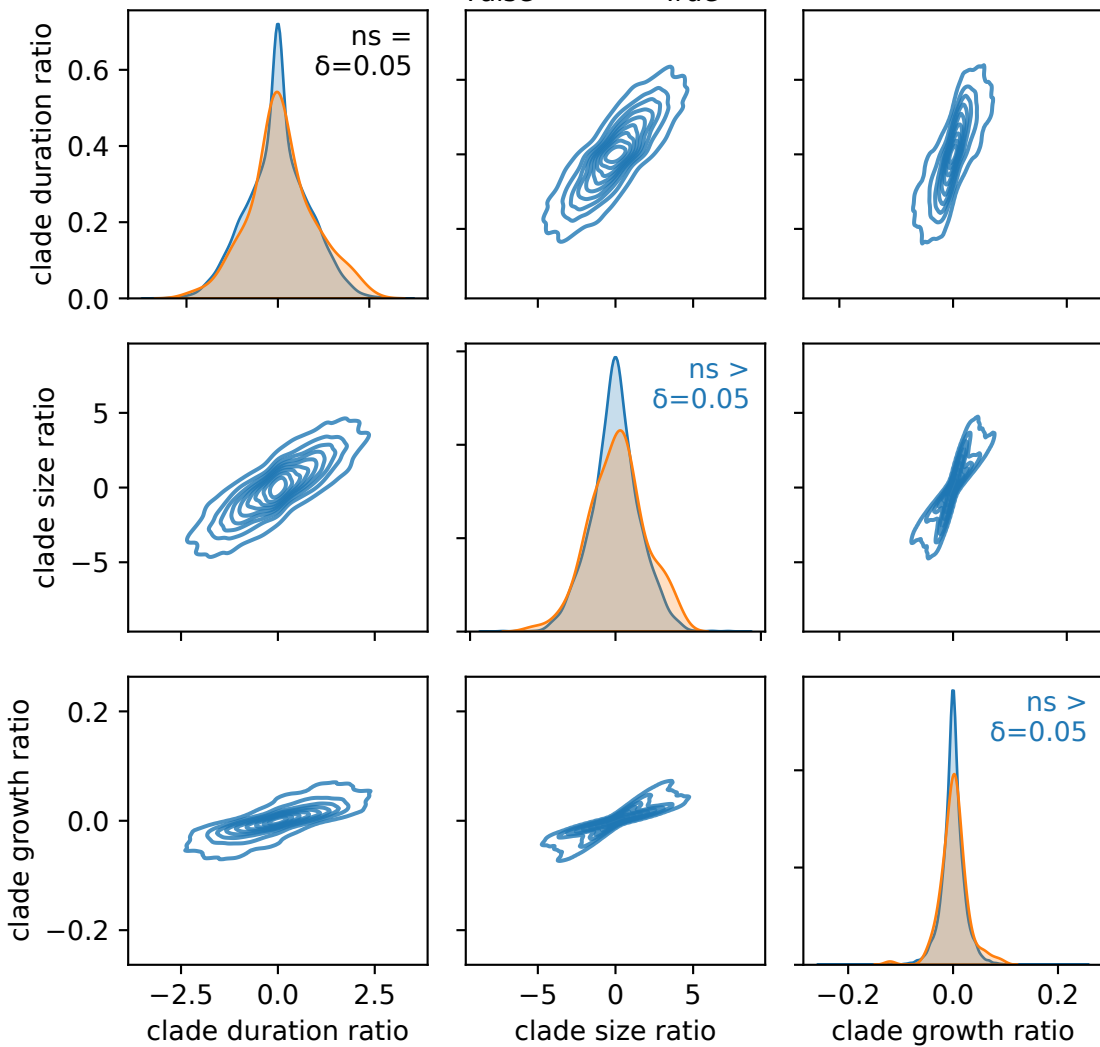 clade duration ratio
0.6
0.4
0.2
0.0
ns =
δ=0.05
clade size ratio
5
0
−5
ns >
δ=0.05
clade growth ratio
0.2
0.0
−0.2
ns >
δ=0.05
−2.5 0.0 2.5
−5 0 5
−0.2 0.0 0.2
clade duration ratio
clade size ratio
clade growth ratio